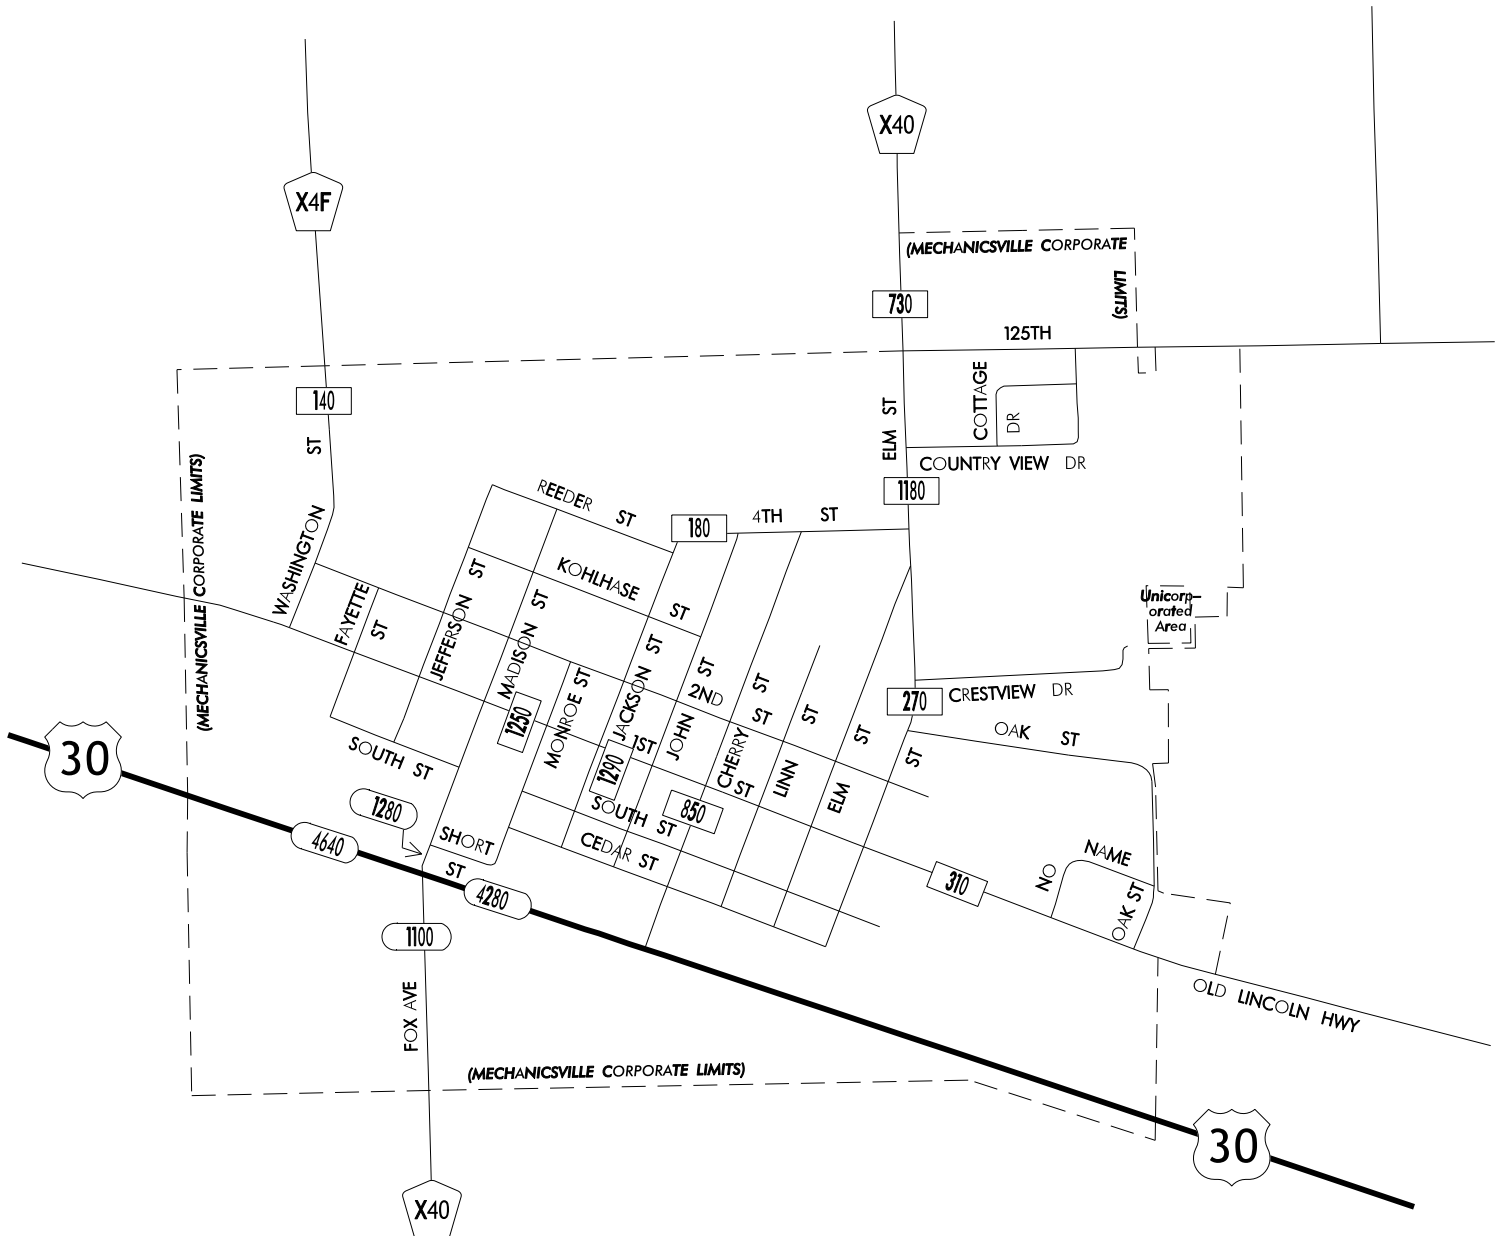 X40
X4F
(MECHANICSVILLE CORPORATE
LIMITS)
730
125TH
140
ST
WASHINGTON
ELM ST
COTTAGE
DR
COUNTRY VIEW DR
1180
(MECHANICSVILLE CORPORATE LIMITS)
REEDER ST
180
4TH ST
KOHLHASE ST
FAYETTE
ST
JEFFERSON ST
MADISON ST
Unicorp-
orated
Area
MONROE ST
JACKSON ST
JOHN ST
2ND ST
CHERRY ST
LINN ST
ELM ST
270
ST
CRESTVIEW DR
OAK ST
1250
1ST ST
1290
SOUTH ST
30
1280
850
SOUTH ST
4640
SHORT
ST
CEDAR ST
4280
310
NO NAME
OAK ST
1100
FOX AVE
OLD LINCOLN HWY
(MECHANICSVILLE CORPORATE LIMITS)
30
X40